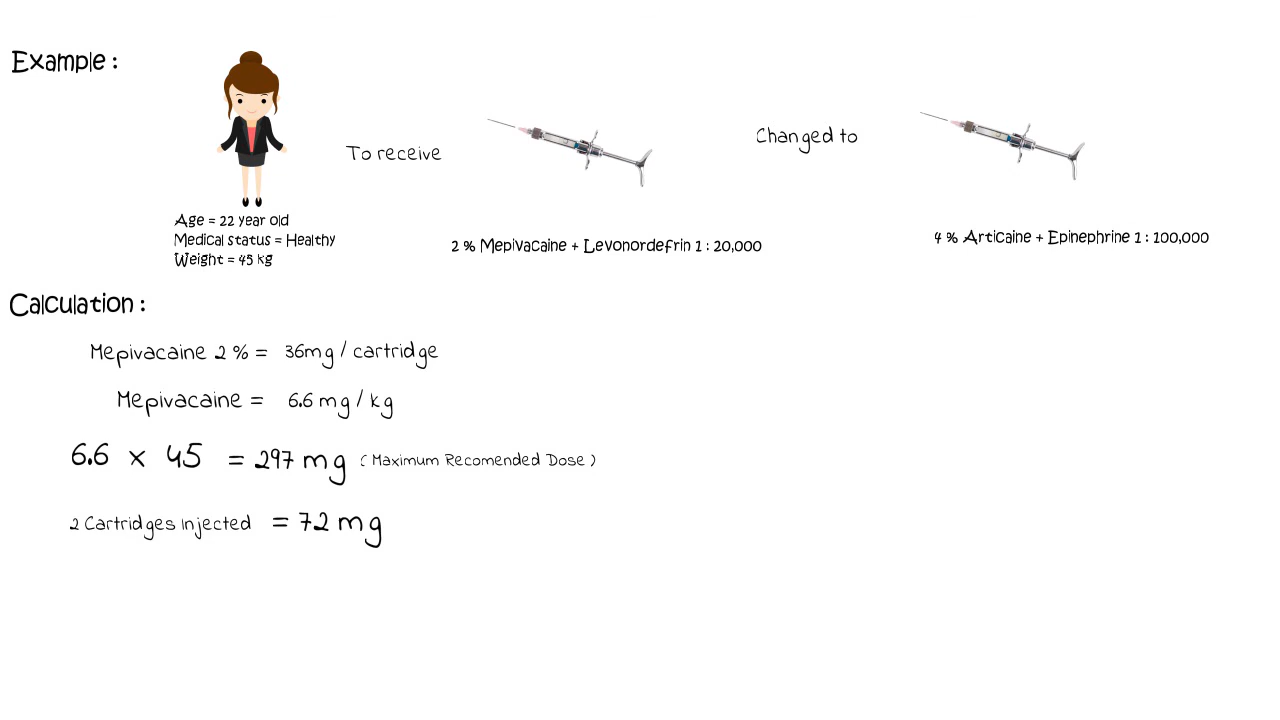 Example :
To receive
Changed to
Age = 22 year old
Medical status = Healthy
Weight = 45 kg
2 % Mepivacaine + Levonordefrin 1 : 20,000
4 % Articaine + Epinephrine 1 : 100,000
Calculation :
Mepivacaine 2 % = 36mg / cartridge
Mepivacaine = 6.6 mg / kg
6.6 x 45 = 297 mg ( Maximum Recomended Dose )
2 Cartridges Injected = 72 mg